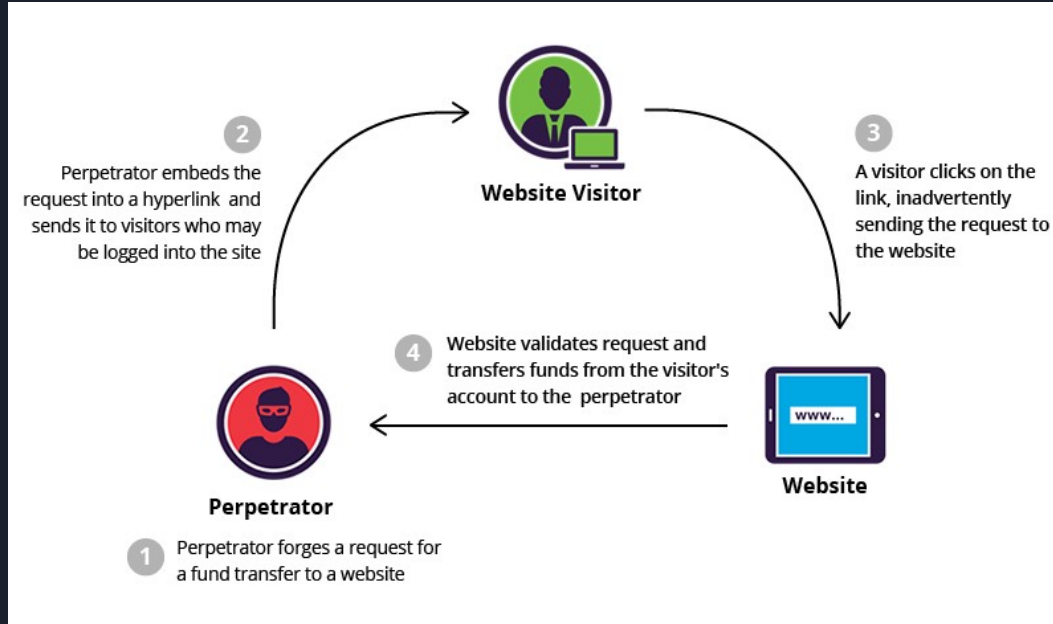 2
Perpetrator embeds the
request into a hyperlink and
sends it to visitors who may
be logged into the site
Website Visitor
3
A visitor clicks on the
link, inadvertently
sending the request to
the website
4
Website validates request and
transfers funds from the visitor's
account to the perpetrator
www...
Website
Perpetrator
1
Perpetrator forges a request for
a fund transfer to a website